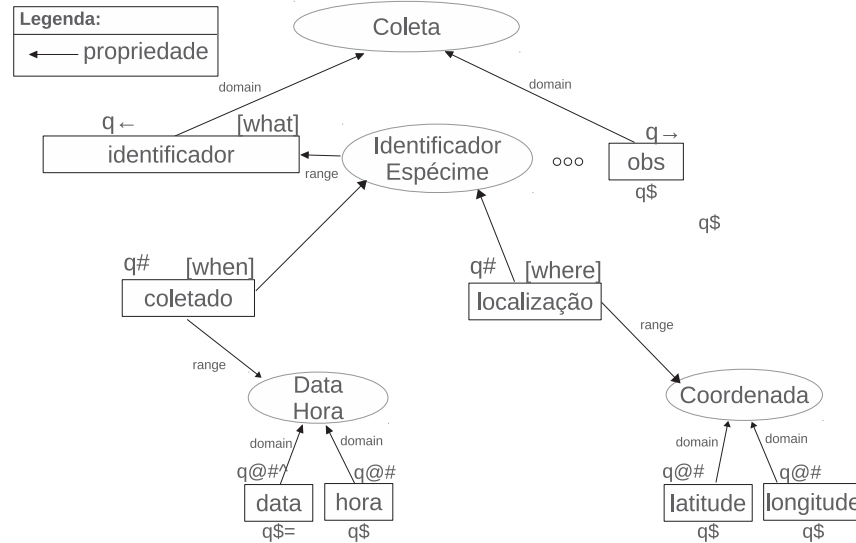 Legenda:
propriedade
Coleta
domain
domain
q← [what]
identificador
range
Identificador
Espécime
q→
obs
q$
q$
q# [when]
coletado
q# [where]
localização
range
range
Data
Hora
Coordenada
domain
domain
domain
domain
q@#^
q@#
q@#
q@#
data
hora
latitude
longitude
q$=
q$
q$
q$